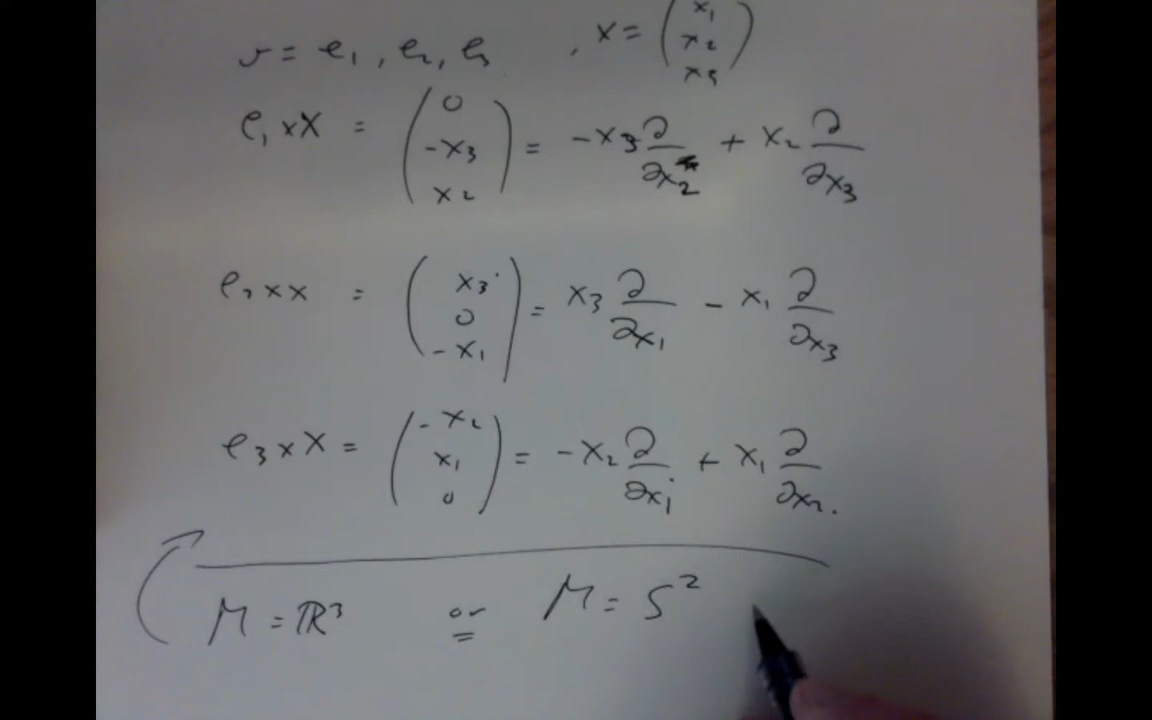 v = e₁, e₂, e₃ , x = (x₁ x₂ x₃)
e₁ × x = (0 -x₃ x₂) = -x₃ ∂/∂x₂ + x₂ ∂/∂x₃
e₂ × x = (x₃ 0 -x₁) = x₃ ∂/∂x₁ - x₁ ∂/∂x₃
e₃ × x = (-x₂ x₁ 0) = -x₂ ∂/∂x₁ + x₁ ∂/∂x₂.
M = ℝ³ or M = S²